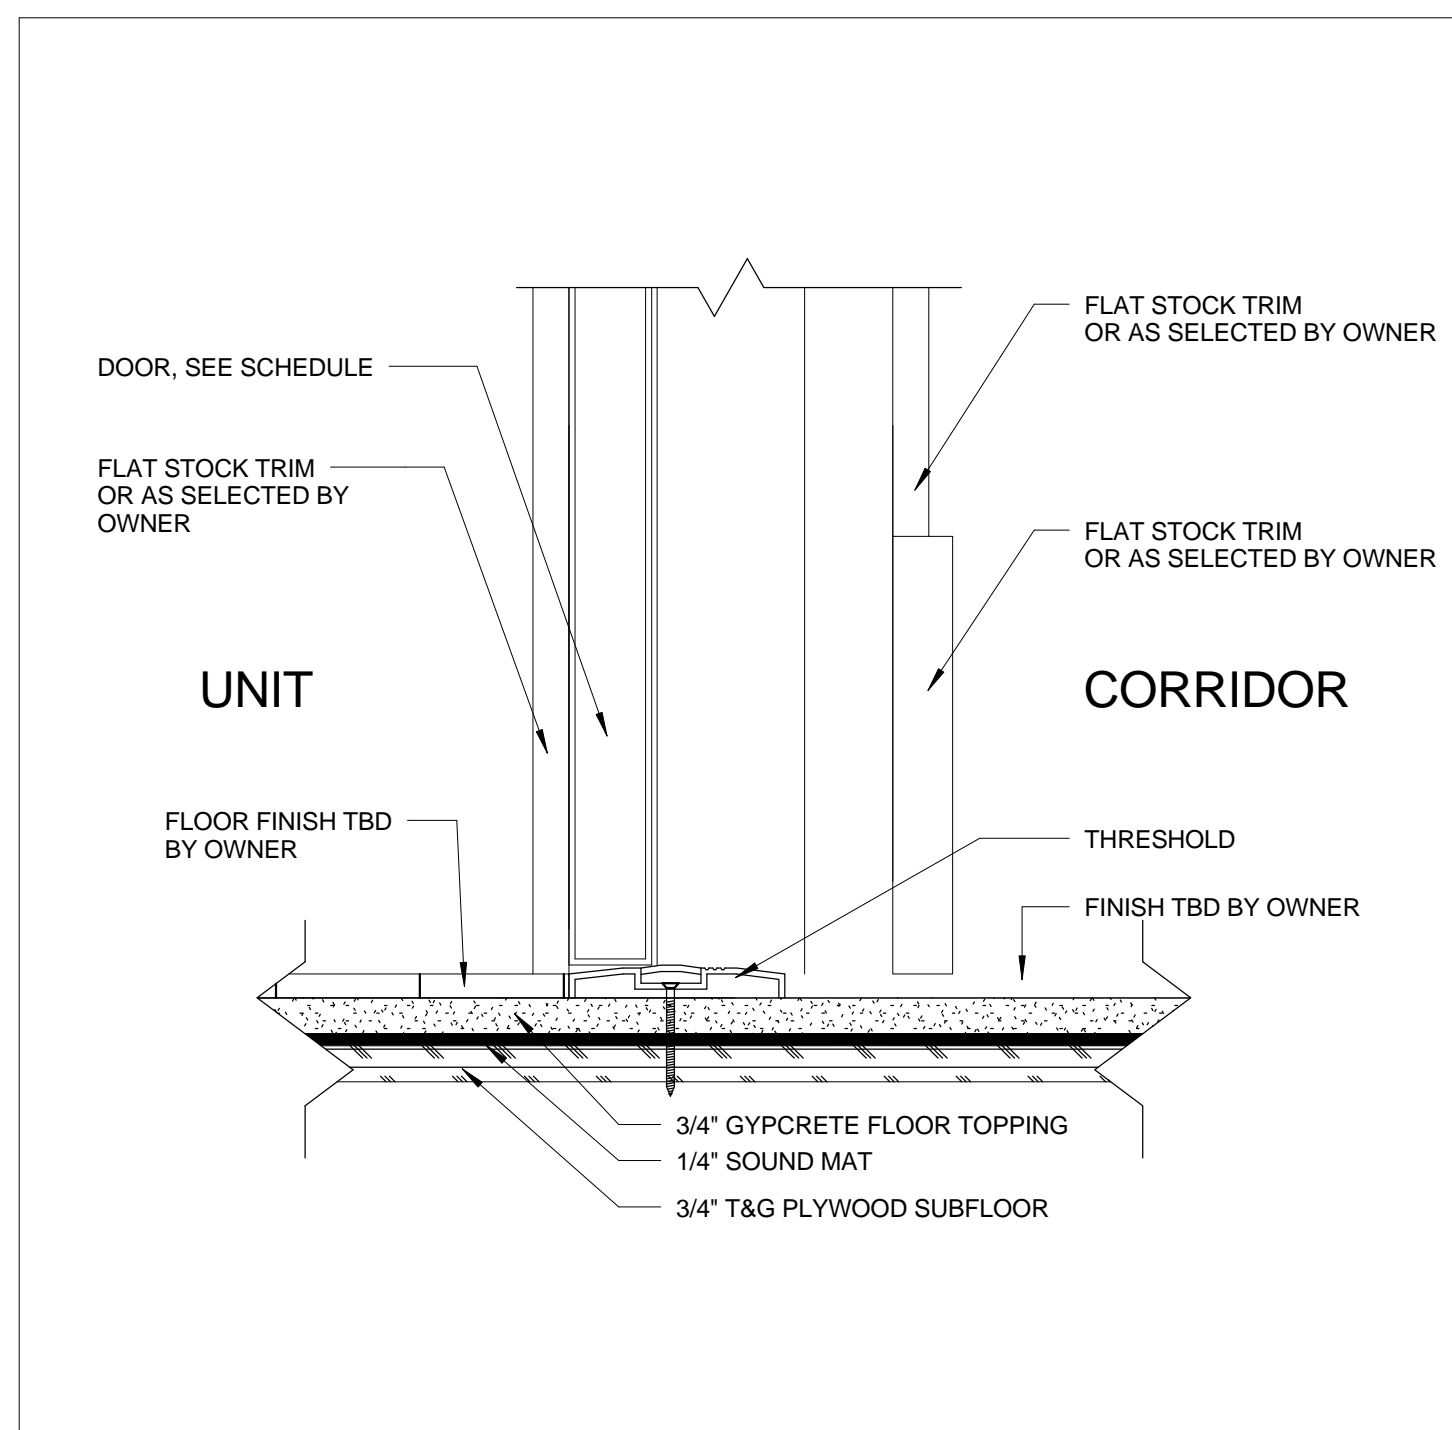 FLAT STOCK TRIM
OR AS SELECTED BY OWNER
DOOR, SEE SCHEDULE
FLAT STOCK TRIM
OR AS SELECTED BY
OWNER
FLAT STOCK TRIM
OR AS SELECTED BY OWNER
UNIT
CORRIDOR
FLOOR FINISH TBD
BY OWNER
THRESHOLD
FINISH TBD BY OWNER
3/4" GYPCRETE FLOOR TOPPING
1/4" SOUND MAT
3/4" T&G PLYWOOD SUBFLOOR